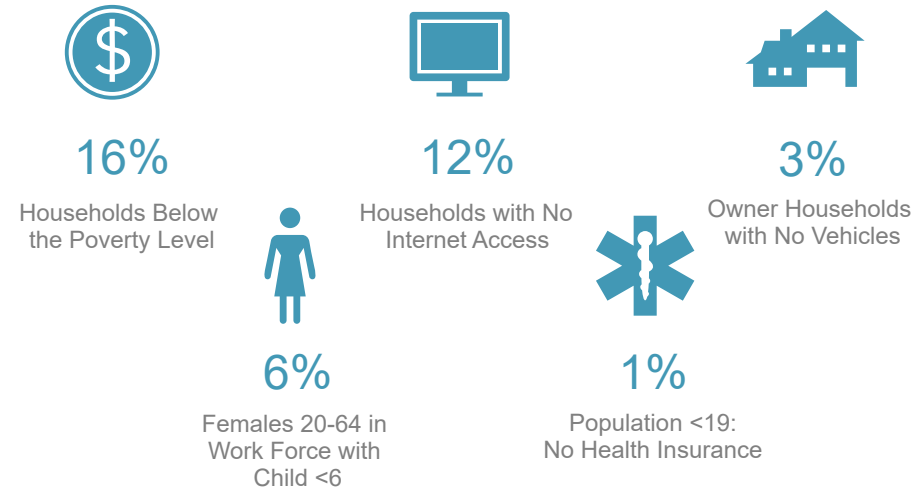 $
16%
Households Below
the Poverty Level
12%
Households with No
Internet Access
3%
Owner Households
with No Vehicles
6%
Females 20-64 in
Work Force with
Child <6
1%
Population <19:
No Health Insurance